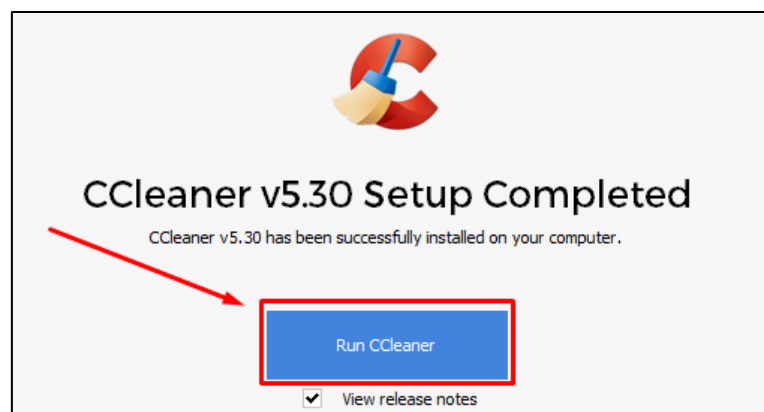 CCleaner v5.30 Setup Completed
CCleaner v5.30 has been successfully installed on your computer.
Run CCleaner
View release notes